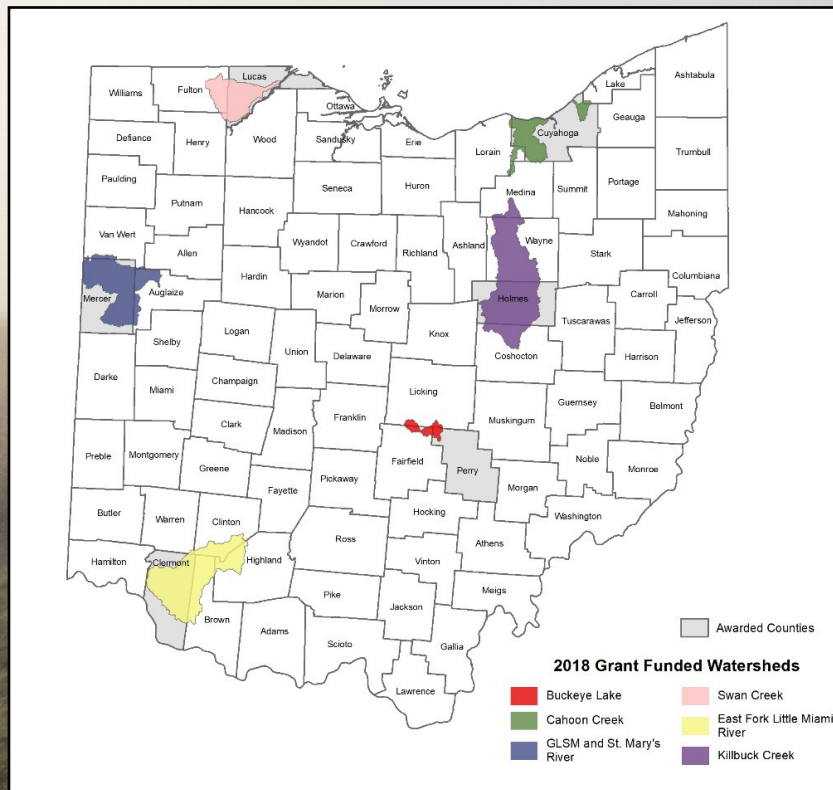 Lucas
Williams
Fulton
Ottawa
Lake
Ashtabula
Geauga
Cuyahoga
Defiance
Henry
Wood
Sandusky
Erie
Lorain
Trumbull
Paulding
Seneca
Huron
Medina
Summit
Portage
Putnam
Hancock
Mahoning
Van Wert
Allen
Wyandot
Crawford
Richland
Ashland
Wayne
Stark
Columbiana
Hardin
Mercer
Auglaize
Marion
Morrow
Holmes
Carroll
Jefferson
Logan
Knox
Tuscarawas
Shelby
Union
Delaware
Coshocton
Harrison
Darke
Miami
Champaign
Licking
Guernsey
Belmont
Clark
Madison
Franklin
Muskingum
Preble
Montgomery
Greene
Fairfield
Perry
Noble
Monroe
Fayette
Pickaway
Morgan
Butler
Warren
Clinton
Hocking
Washington
Ross
Athens
Hamilton
Clermont
Highland
Vinton
Meigs
Pike
Jackson
Brown
Adams
Scioto
Gallia
Lawrence
Awarded Counties
2018 Grant Funded Watersheds
Buckeye Lake
Cahoon Creek
GLSM and St. Mary's
River
Swan Creek
East Fork Little Miami
River
Killbuck Creek